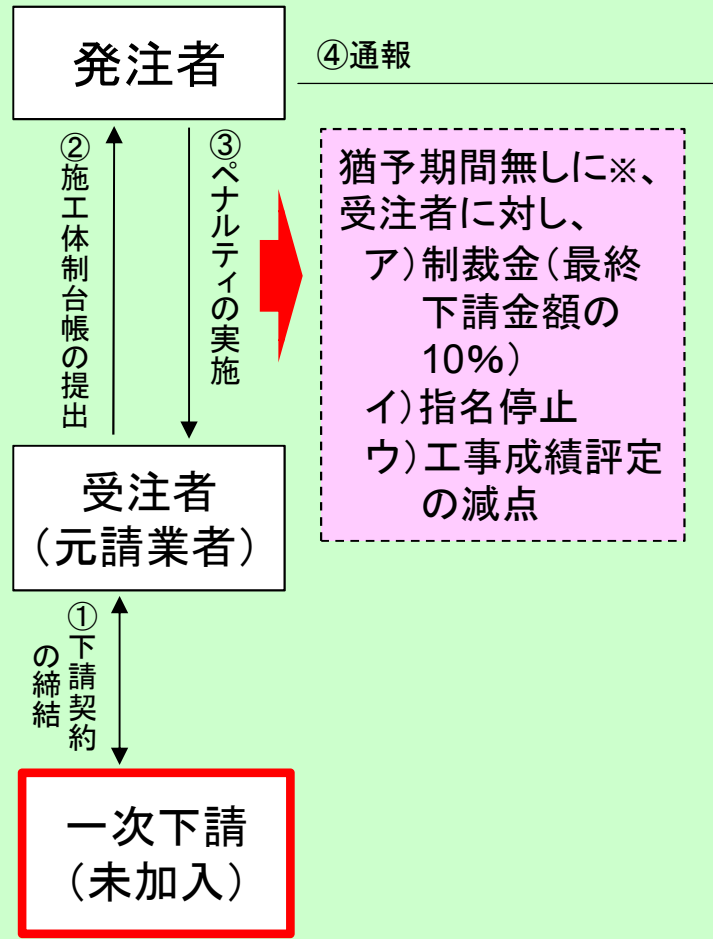 発注者
④通報
②施工体制台帳の提出
③ペナルティの実施
猶予期間無しに※、
受注者に対し、
ア)制裁金(最終
下請金額の
10%)
イ)指名停止
ウ)工事成績評定
の減点
受注者
(元請業者)
①下請契約
の締結
一次下請
(未加入)